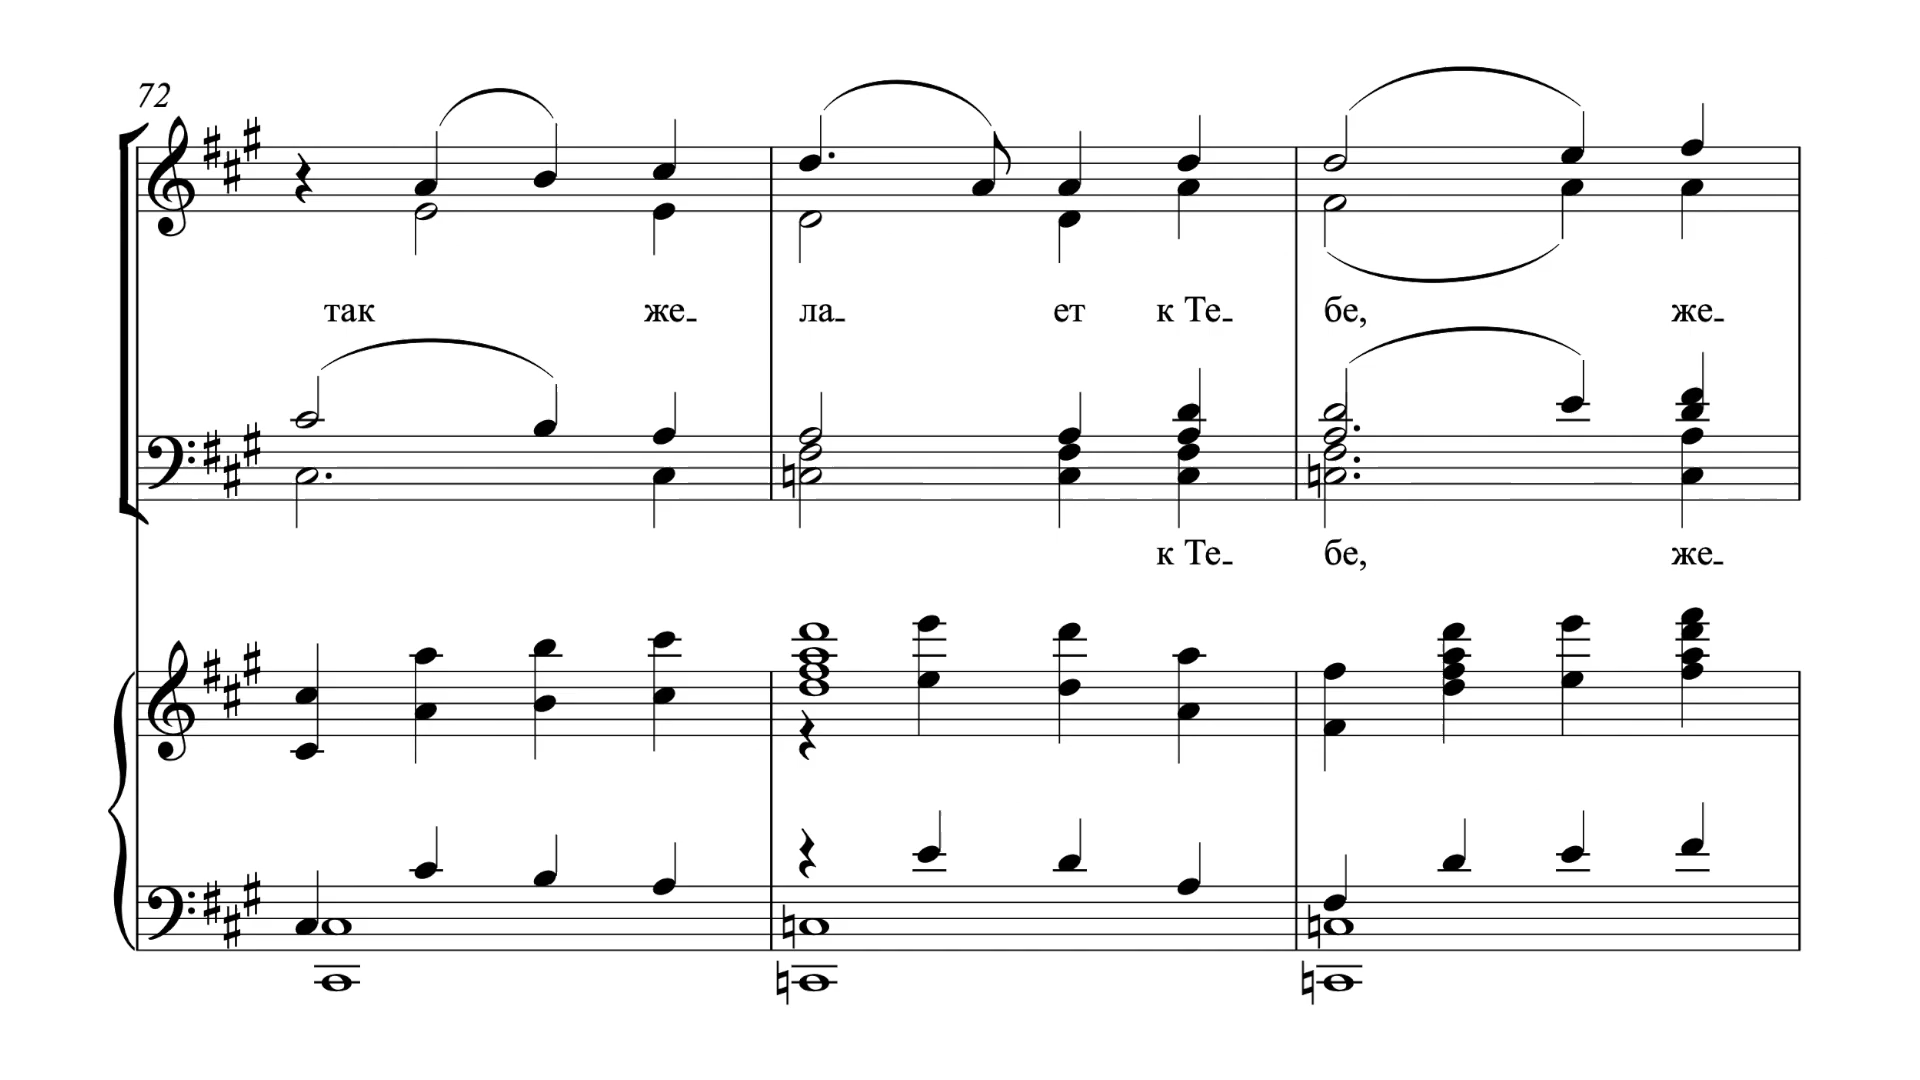 72
так же- ла- ет к Те- бе, же-
к Те- бе, же-